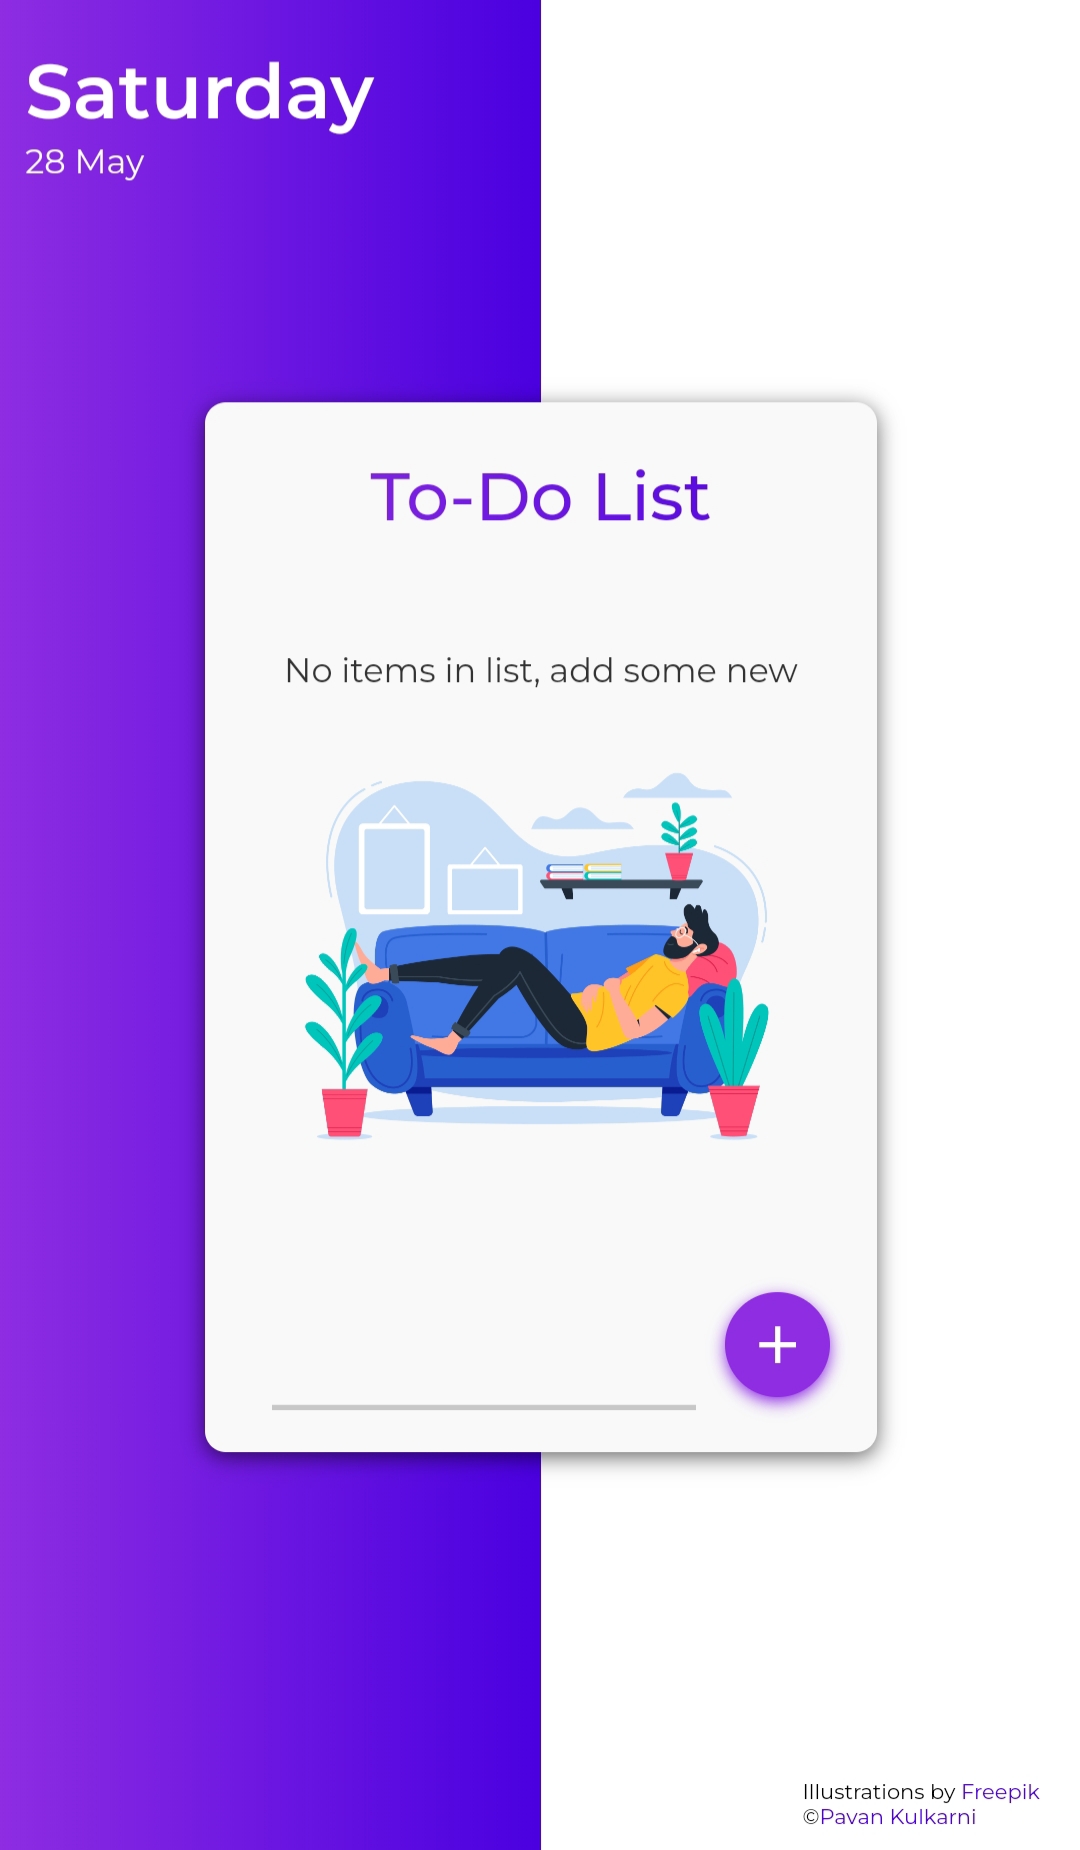 Saturday
28 May
To-Do List
No items in list, add some new
Illustrations by Freepik
©Pavan Kulkarni